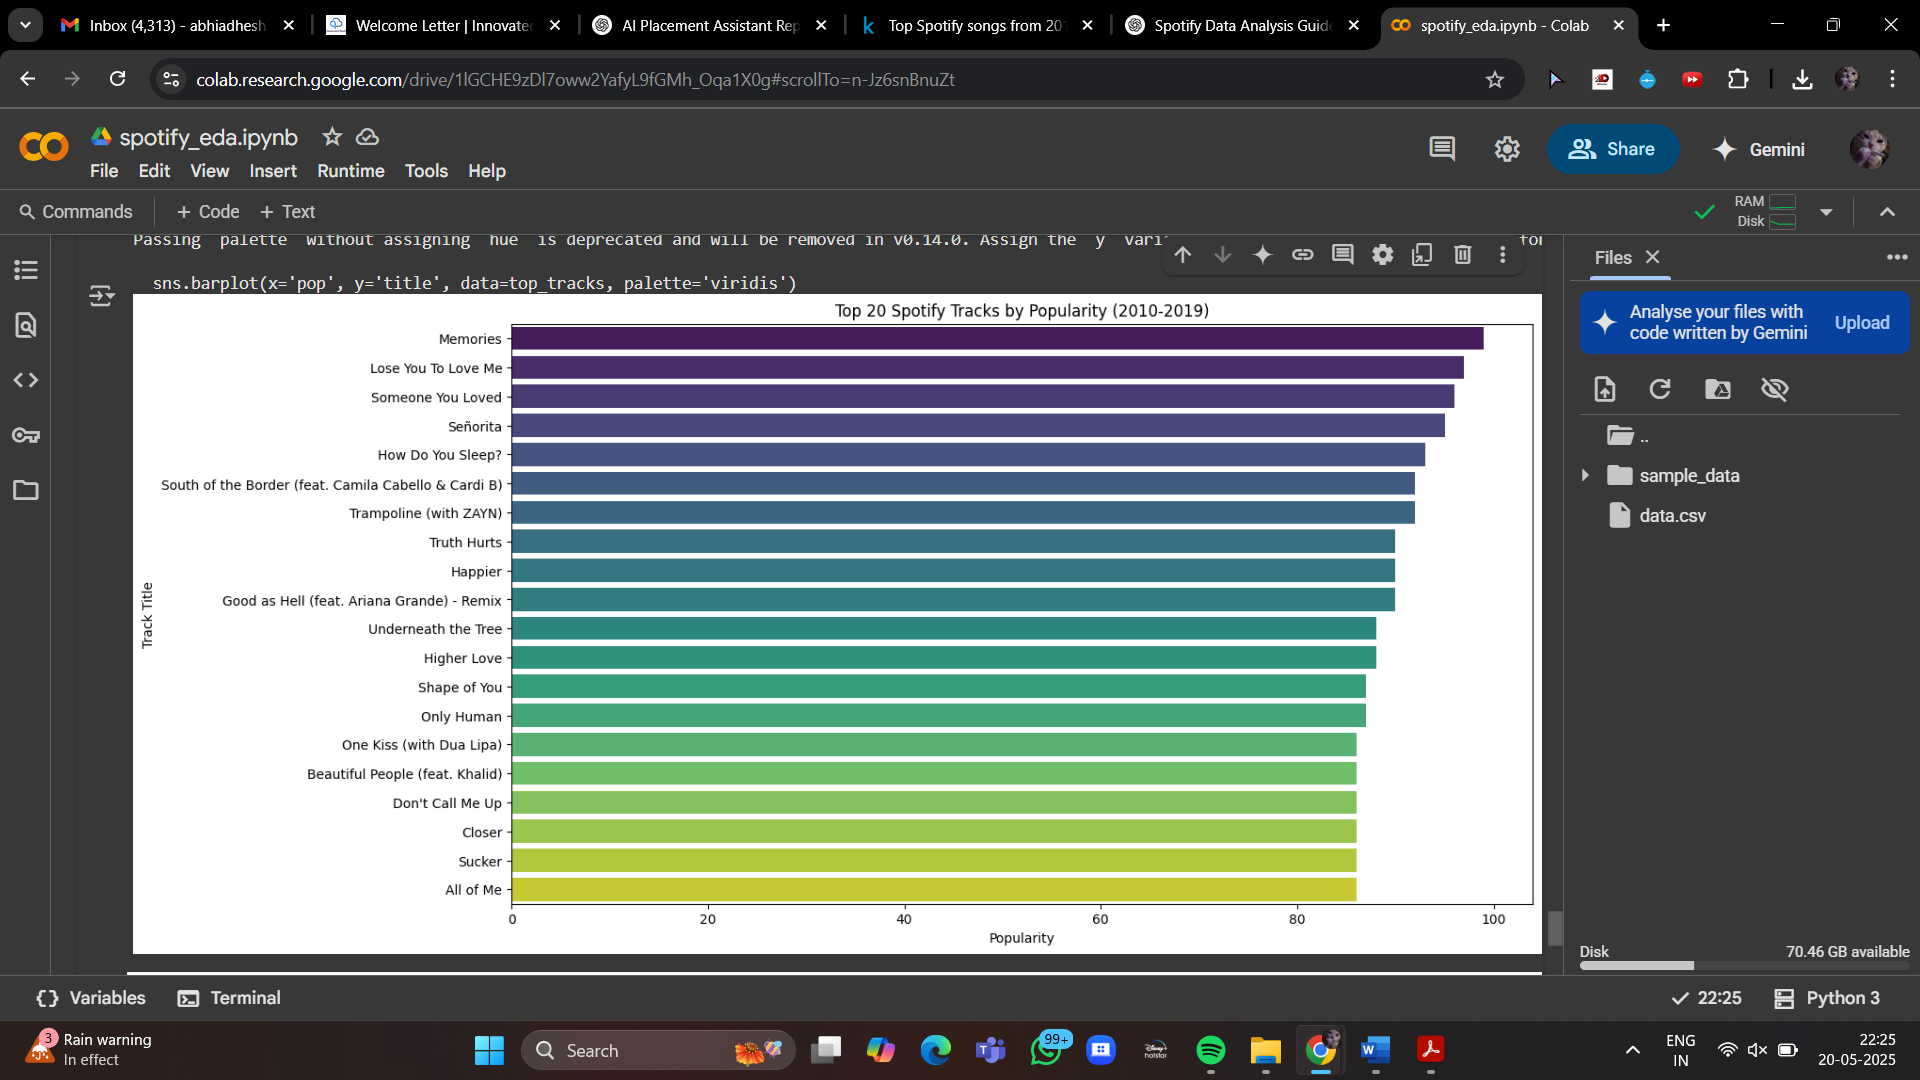 Inbox (4,313) - abhiadhesh
Welcome Letter | Innovate
AI Placement Assistant Rep
Top Spotify songs from 20
Spotify Data Analysis Guid
spotify_eda.ipynb - Colab
colab.research.google.com/drive/1lGCHE9zDl7oww2YafyL9fGMh_Oqa1X0g#scrollTo=n-Jz6snBnuZt
spotify_eda.ipynb
File Edit View Insert Runtime Tools Help
Share
Gemini
Commands + Code + Text
RAM
Disk
Passing `palette` without assigning `hue` is deprecated and will be removed in v0.14.0. Assign the `y` vari
for
sns.barplot(x='pop', y='title', data=top_tracks, palette='viridis')
Top 20 Spotify Tracks by Popularity (2010-2019)
Track Title
Memories
Lose You To Love Me
Someone You Loved
Señorita
How Do You Sleep?
South of the Border (feat. Camila Cabello & Cardi B)
Trampoline (with ZAYN)
Truth Hurts
Happier
Good as Hell (feat. Ariana Grande) - Remix
Underneath the Tree
Higher Love
Shape of You
Only Human
One Kiss (with Dua Lipa)
Beautiful People (feat. Khalid)
Don't Call Me Up
Closer
Sucker
All of Me
0 20 40 60 80 100
Popularity
Files
Analyse your files with
code written by Gemini
Upload
..
sample_data
data.csv
Disk 70.46 GB available
Variables Terminal
22:25 Python 3
3
Rain warning
In effect
Search
99+
Disney+
hotstar
ENG
IN
22:25
20-05-2025